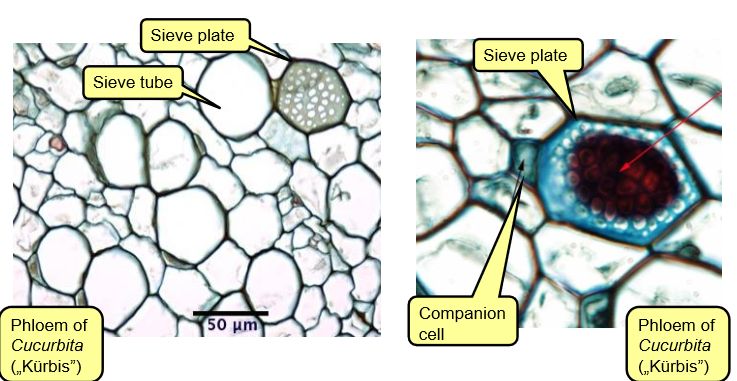 Sieve plate
Sieve tube
50 µm
Phloem of
Cucurbita
(„Kürbis”)
Sieve plate
Companion
cell
Phloem of
Cucurbita
(„Kürbis”)